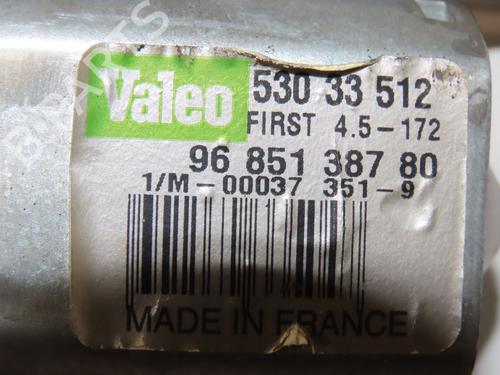 Valeo
530 33 512
FIRST 4.5-172
96 851 387 80
1/M-00037 351-9
MADE IN FRANCE
BIPARTS